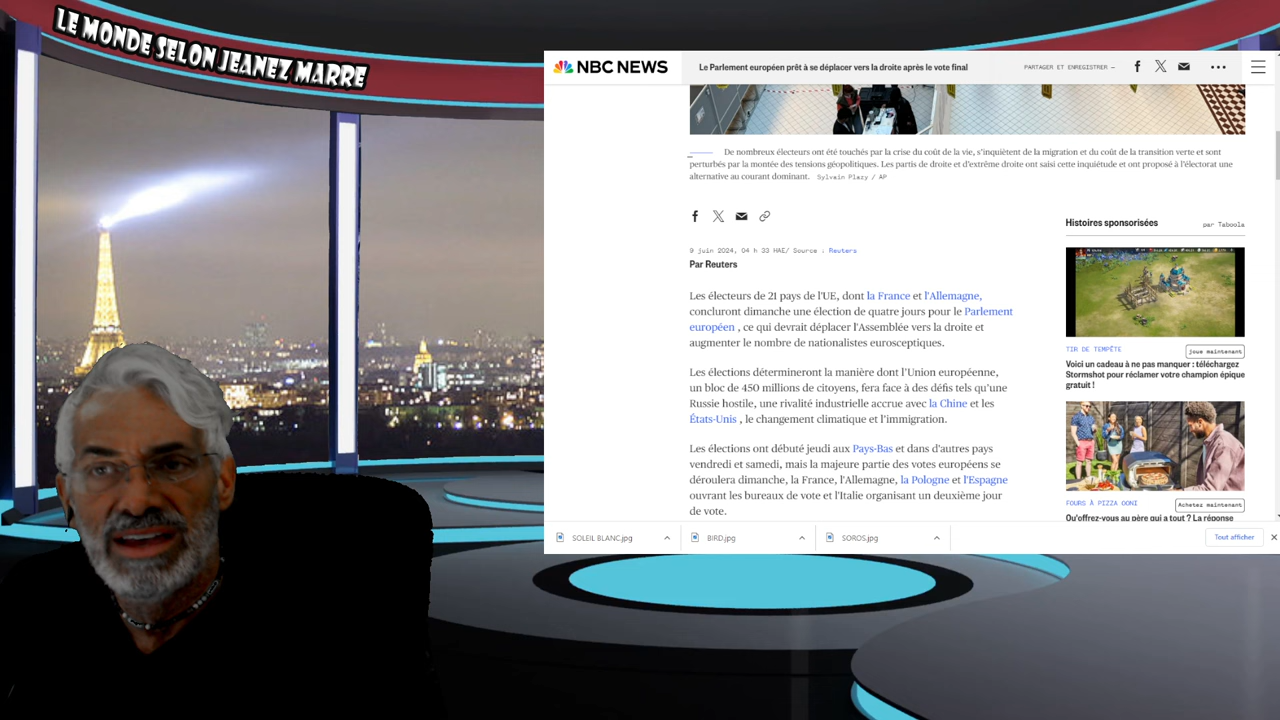 LE MONDE SELON JEANEZ MARRE
NBC NEWS
Le Parlement européen prêt à se déplacer vers la droite après le vote final
PARTAGER ET ENREGISTRER —
De nombreux électeurs ont été touchés par la crise du coût de la vie, s'inquiètent de la migration et du coût de la transition verte et sont
perturbés par la montée des tensions géopolitiques. Les partis de droite et d'extrême droite ont saisi cette inquiétude et ont proposé à l'électorat une
alternative au courant dominant. Sylvain Plazy / AP
Histoires sponsorisées
par Taboola
9 juin 2024, 04 h 33 HAE/ Source : Reuters
Par Reuters
Les électeurs de 21 pays de l'UE, dont la France et l'Allemagne,
concluront dimanche une élection de quatre jours pour le Parlement
européen , ce qui devrait déplacer l'Assemblée vers la droite et
augmenter le nombre de nationalistes eurosceptiques.
Les élections détermineront la manière dont l'Union européenne,
un bloc de 450 millions de citoyens, fera face à des défis tels qu'une
Russie hostile, une rivalité industrielle accrue avec la Chine et les
États-Unis , le changement climatique et l'immigration.
Les élections ont débuté jeudi aux Pays-Bas et dans d'autres pays
vendredi et samedi, mais la majeure partie des votes européens se
déroulera dimanche, la France, l'Allemagne, la Pologne et l'Espagne
ouvrant les bureaux de vote et l'Italie organisant un deuxième jour
de vote.
TIR DE TEMPÊTE
joue maintenant
Voici un cadeau à ne pas manquer : téléchargez
Stormshot pour réclamer votre champion épique
gratuit !
FOURS À PIZZA OONI
Achetez maintenant
Qu'offrez-vous au père qui a tout ? La réponse
SOLEIL BLANC.jpg
BIRD.jpg
SOROS.jpg
Tout afficher